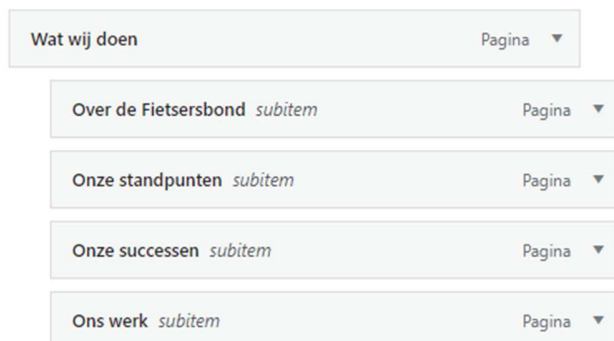 Wat wij doen Pagina
Over de Fietsersbond subitem Pagina
Onze standpunten subitem Pagina
Onze successen subitem Pagina
Ons werk subitem Pagina